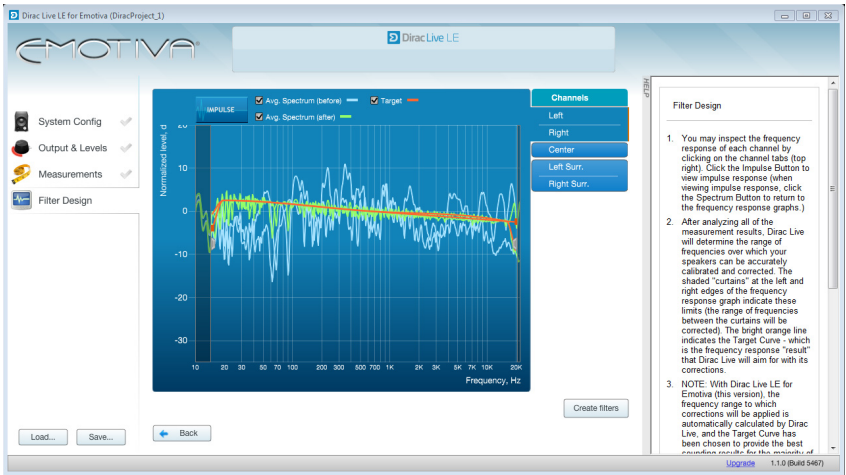 Dirac Live LE for Emotiva (DiracProject_1)
EMOTIVA®
Dirac Live LE
System Config
Output & Levels
Measurements
Filter Design
IMPULSE
Avg. Spectrum (before)
Target
Avg. Spectrum (after)
Normalized level, d
20
10
0
-10
-20
-30
10 20 30 50 70 100 200 300 500 700 1K 2K 3K 5K 7K 10K 20K
Frequency, Hz
Channels
Left
Right
Center
Left Surr.
Right Surr.
Create filters
Back
Load...
Save...
HELP
Filter Design
1. You may inspect the frequency
response of each channel by
clicking on the channel tabs (top
right). Click the Impulse Button to
view impulse response (when
viewing impulse response, click
the Spectrum Button to return to
the frequency response graphs.)
2. After analyzing all of the
measurement results, Dirac Live
will determine the range of
frequencies over which your
speakers can be accurately
calibrated and corrected. The
shaded "curtains" at the left and
right edges of the frequency
response graph indicate these
limits (the range of frequencies
between the curtains will be
corrected). The bright orange line
indicates the Target Curve - which
is the frequency response "result"
that Dirac Live will aim for with its
corrections.
3. NOTE: With Dirac Live LE for
Emotiva (this version), the
frequency range to which
corrections will be applied is
automatically calculated by Dirac
Live, and the Target Curve has
been chosen to provide the best
sounding results for the majority of
Upgrade 1.1.0 (Build 5467)